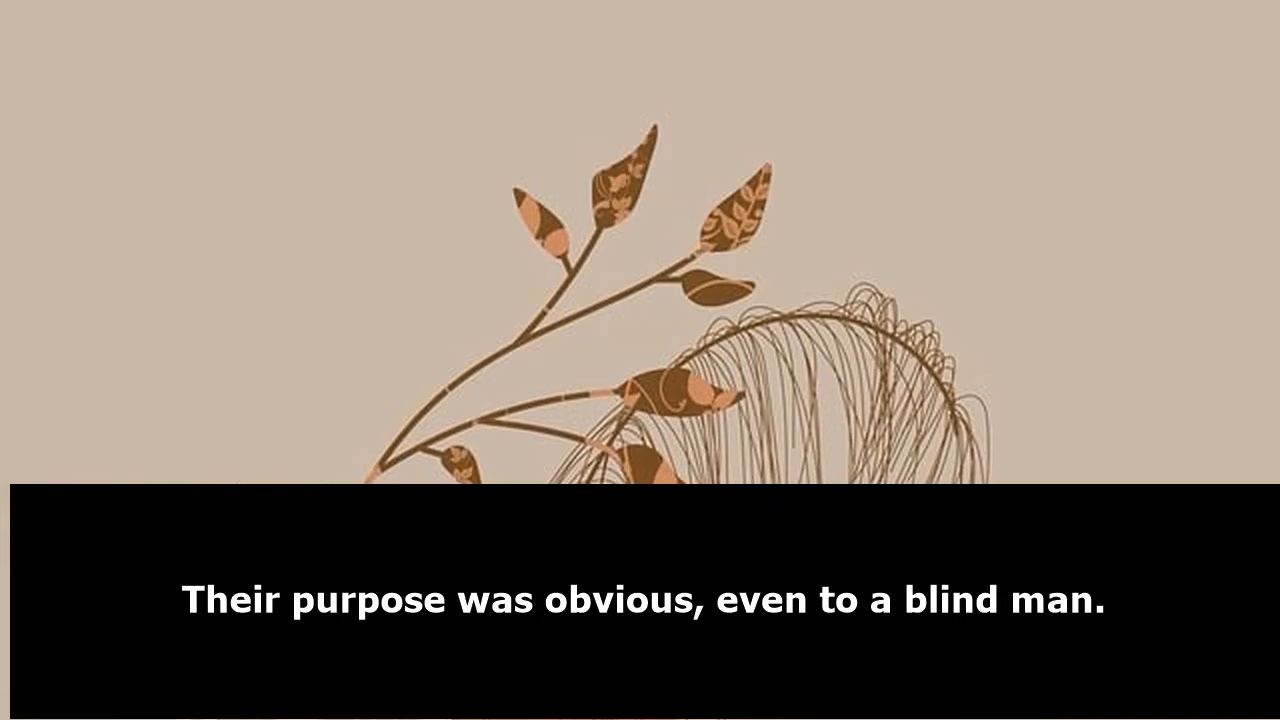 Their purpose was obvious, even to a blind man.